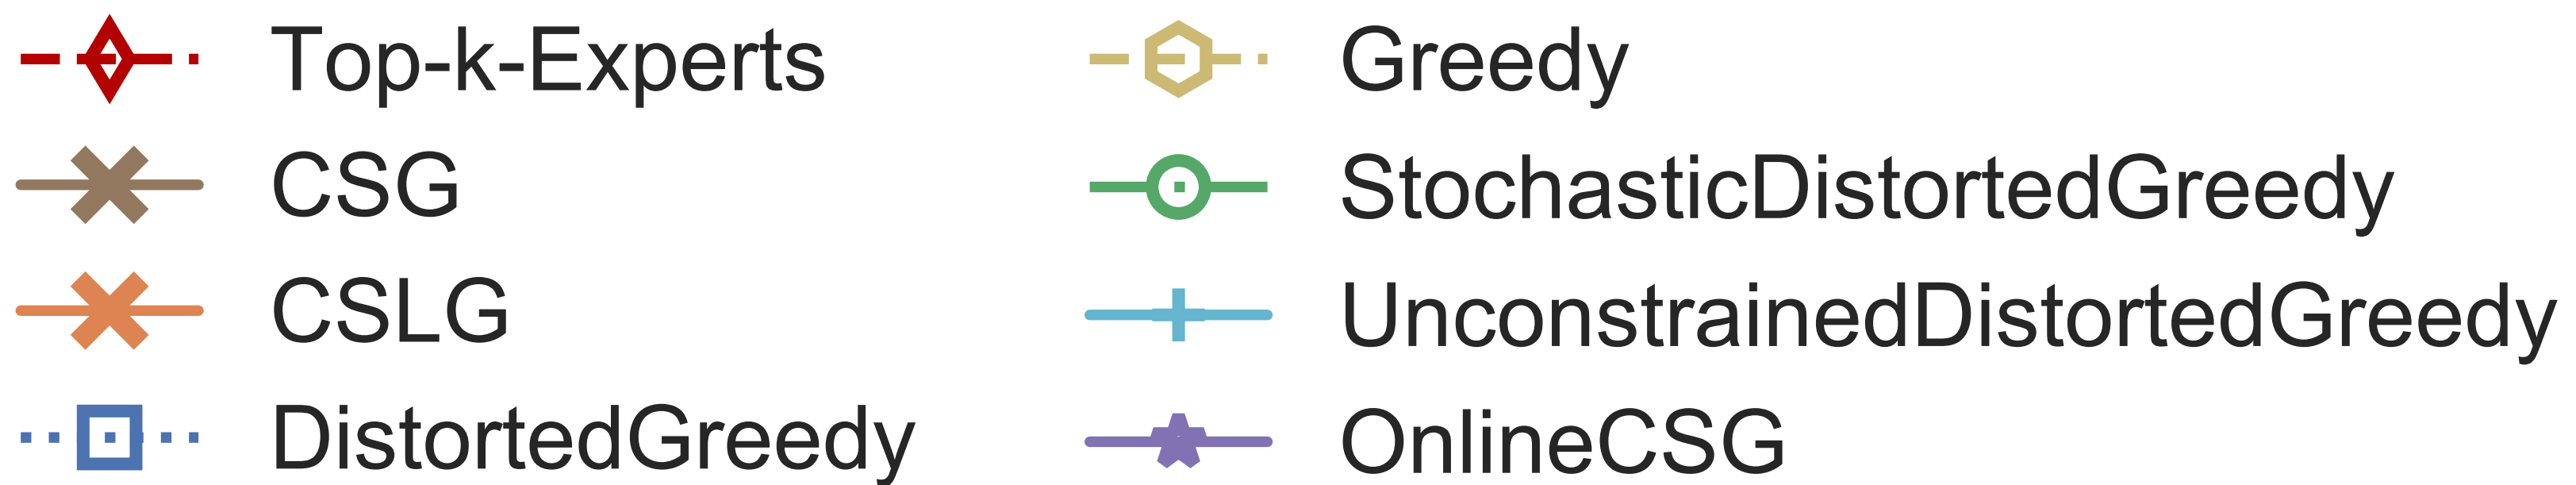 Top-k-Experts
CSG
CSLG
DistortedGreedy
Greedy
StochasticDistortedGreedy
UnconstrainedDistortedGreedy
OnlineCSG